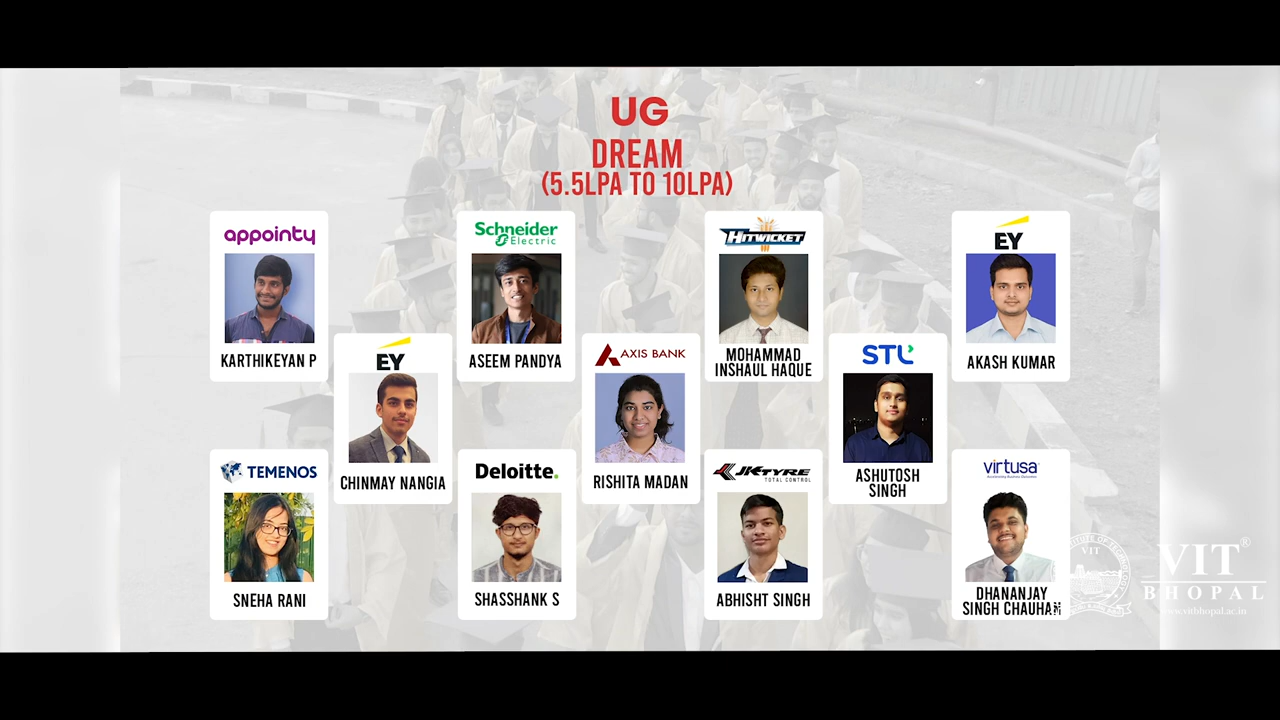 UG
DREAM
(5.5LPA TO 10LPA)
appointy
KARTHIKEYAN P
Schneider
Electric
ASEEM PANDYA
HITWICKET
MOHAMMAD
INSHAUL HAQUE
EY
AKASH KUMAR
EY
CHINMAY NANGIA
AXIS BANK
RISHITA MADAN
STL
ASHUTOSH
SINGH
TEMENOS
SNEHA RANI
Deloitte.
SHASSHANK S
JK TYRE
TOTAL CONTROL
ABHISHT SINGH
virtusa
DHANANJAY
SINGH CHAUHAN
VIT
VIT®
BHOPAL
www.vitbhopal.ac.in